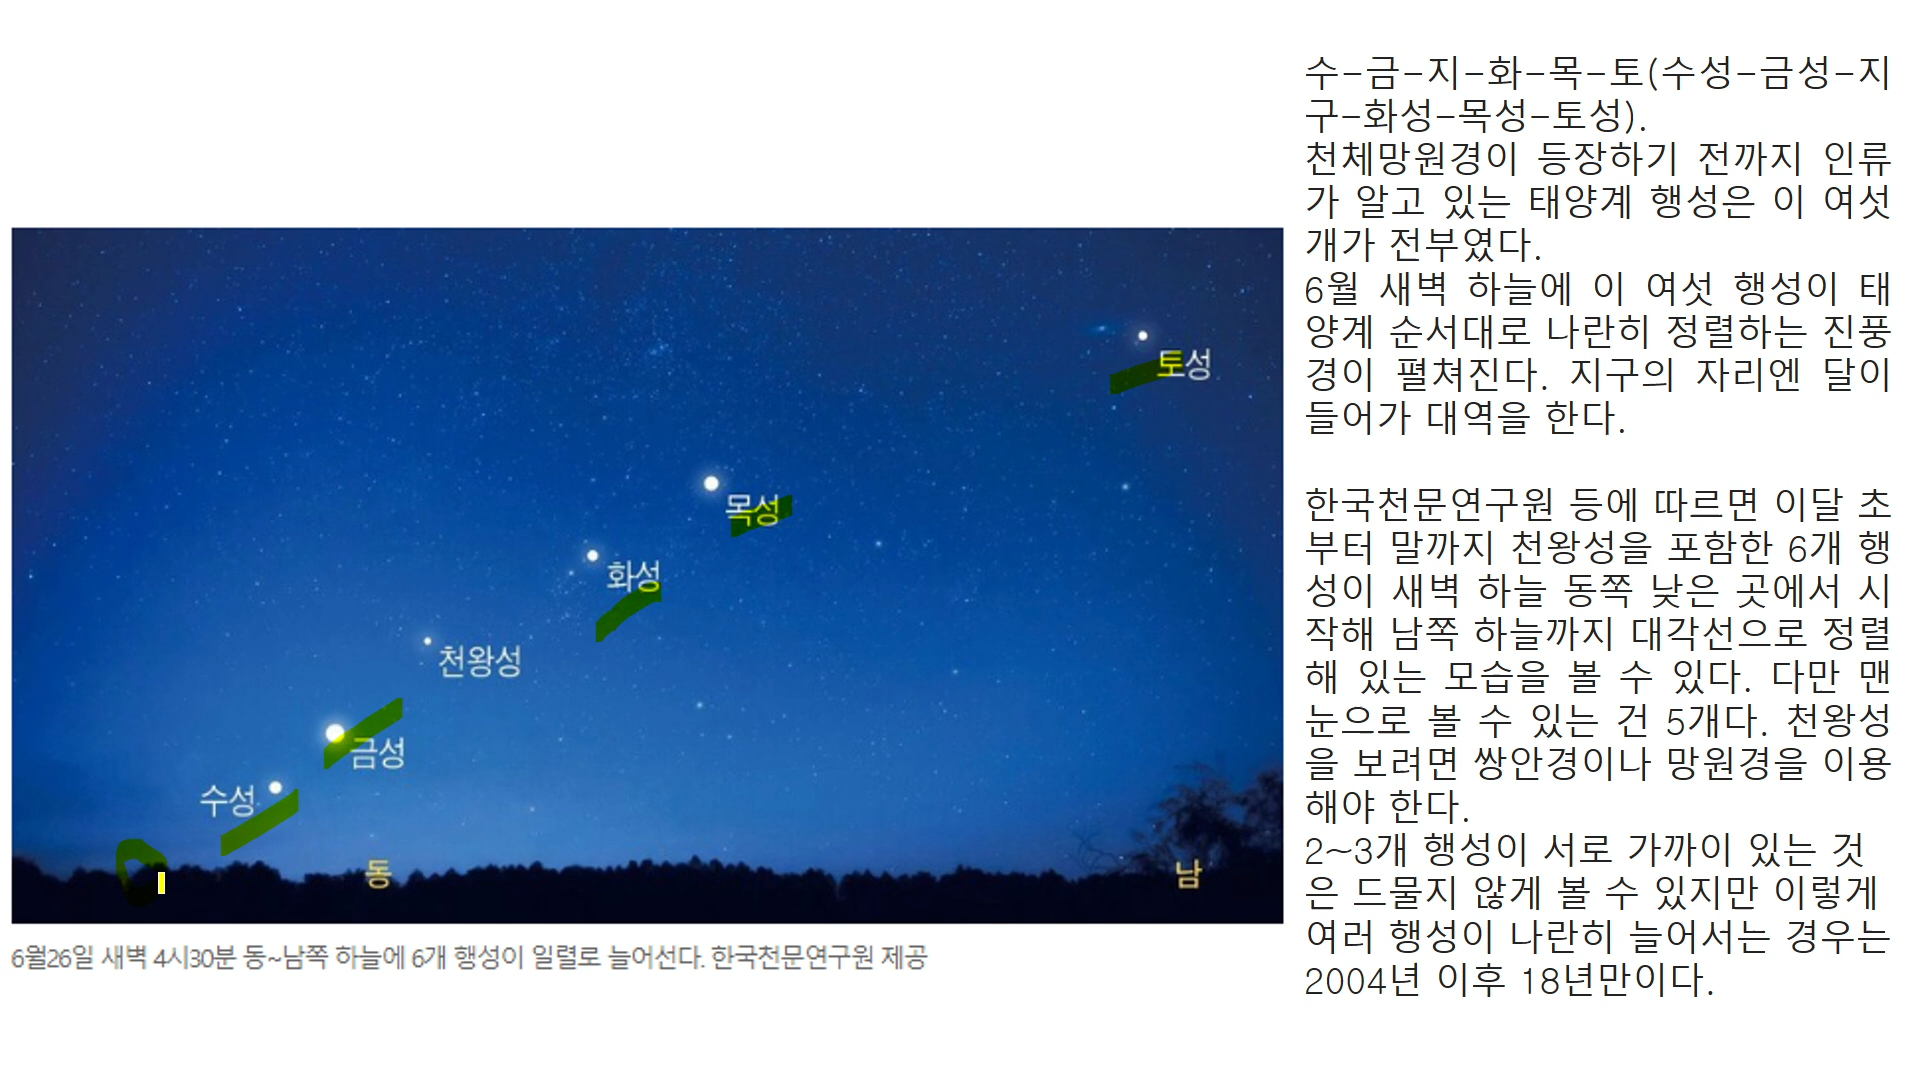 수-금-지-화-목-토(수성-금성-지
구-화성-목성-토성).
천체망원경이 등장하기 전까지 인류
가 알고 있는 태양계 행성은 이 여섯
개가 전부였다.
6월 새벽 하늘에 이 여섯 행성이 태
양계 순서대로 나란히 정렬하는 진풍
경이 펼쳐진다. 지구의 자리엔 달이
들어가 대역을 한다.
한국천문연구원 등에 따르면 이달 초
부터 말까지 천왕성을 포함한 6개 행
성이 새벽 하늘 동쪽 낮은 곳에서 시
작해 남쪽 하늘까지 대각선으로 정렬
해 있는 모습을 볼 수 있다. 다만 맨
눈으로 볼 수 있는 건 5개다. 천왕성
을 보려면 쌍안경이나 망원경을 이용
해야 한다.
2~3개 행성이 서로 가까이 있는 것
은 드물지 않게 볼 수 있지만 이렇게
여러 행성이 나란히 늘어서는 경우는
2004년 이후 18년만이다.
토성
목성
화성
천왕성
금성
수성
동
남
6월26일 새벽 4시30분 동~남쪽 하늘에 6개 행성이 일렬로 늘어선다. 한국천문연구원 제공